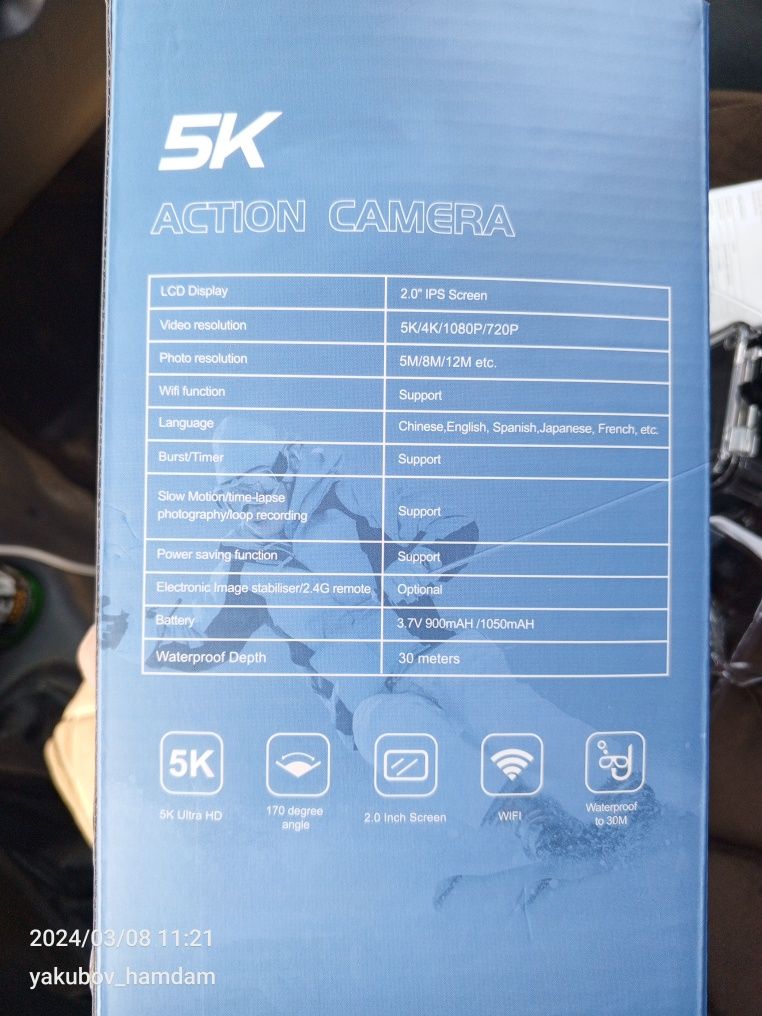 5K
ACTION CAMERA
LCD Display 2.0" IPS Screen
Video resolution 5K/4K/1080P/720P
Photo resolution 5M/8M/12M etc.
Wifi function Support
Language Chinese,English, Spanish,Japanese, French, etc.
Burst/Timer Support
Slow Motion/time-lapse
photography/loop recording Support
Power saving function Support
Electronic Image stabiliser/2.4G remote Optional
Battery 3.7V 900mAH /1050mAH
Waterproof Depth 30 meters
5K
5K Ultra HD
170 degree
angle
2.0 Inch Screen
WIFI
Waterproof
to 30M
2024/03/08 11:21
yakubov_hamdam